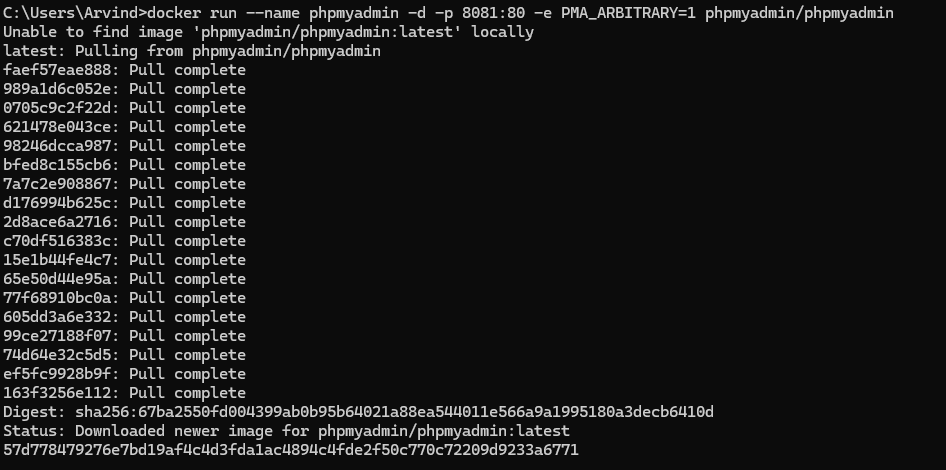 C:\Users\Arvind>docker run --name phpmyadmin -d -p 8081:80 -e PMA_ARBITRARY=1 phpmyadmin/phpmyadmin
Unable to find image 'phpmyadmin/phpmyadmin:latest' locally
latest: Pulling from phpmyadmin/phpmyadmin
faef57eae888: Pull complete
989a1d6c052e: Pull complete
0705c9c2f22d: Pull complete
621478e043ce: Pull complete
98246dcca987: Pull complete
bfed8c155cb6: Pull complete
7a7c2e908867: Pull complete
d176994b625c: Pull complete
2d8ace6a2716: Pull complete
c70df516383c: Pull complete
15e1b44fe4c7: Pull complete
65e50d44e95a: Pull complete
77f68910bc0a: Pull complete
605dd3a6e332: Pull complete
99ce27188f07: Pull complete
74d64e32c5d5: Pull complete
ef5fc9928b9f: Pull complete
163f3256e112: Pull complete
Digest: sha256:67ba2550fd004399ab0b95b64021a88ea544011e566a9a1995180a3decb6410d
Status: Downloaded newer image for phpmyadmin/phpmyadmin:latest
57d778479276e7bd19af4c4d3fda1ac4894c4fde2f50c770c72209d9233a6771